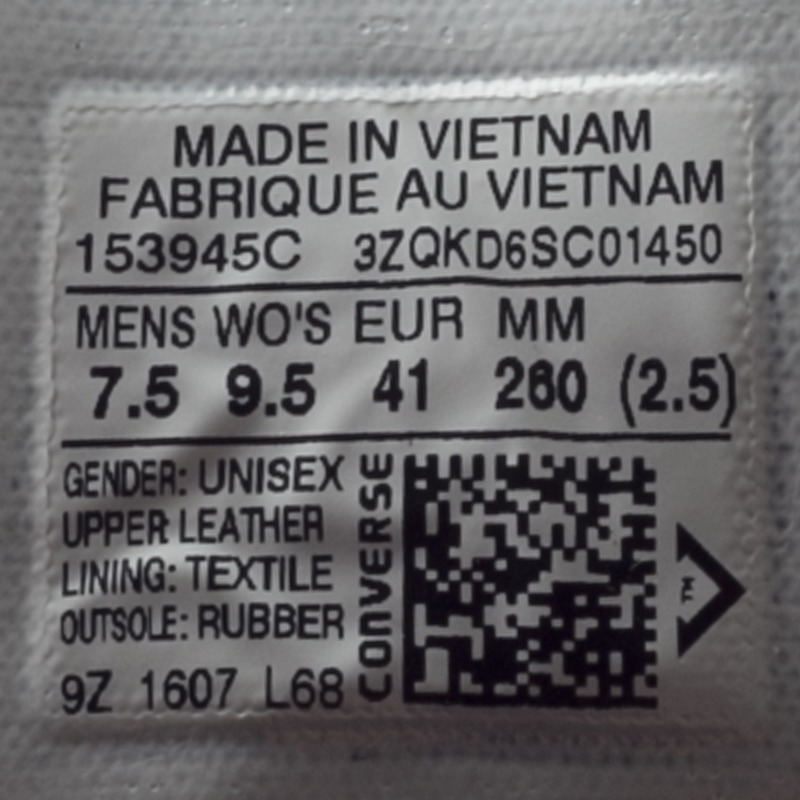 MADE IN VIETNAM
FABRIQUE AU VIETNAM
153945C 3ZQKD6SC01450
MENS WO'S EUR MM
7.5 9.5 41 260 (2.5)
GENDER: UNISEX
UPPER LEATHER
LINING: TEXTILE
OUTSOLE: RUBBER
9Z 1607 L68
CONVERSE
TM